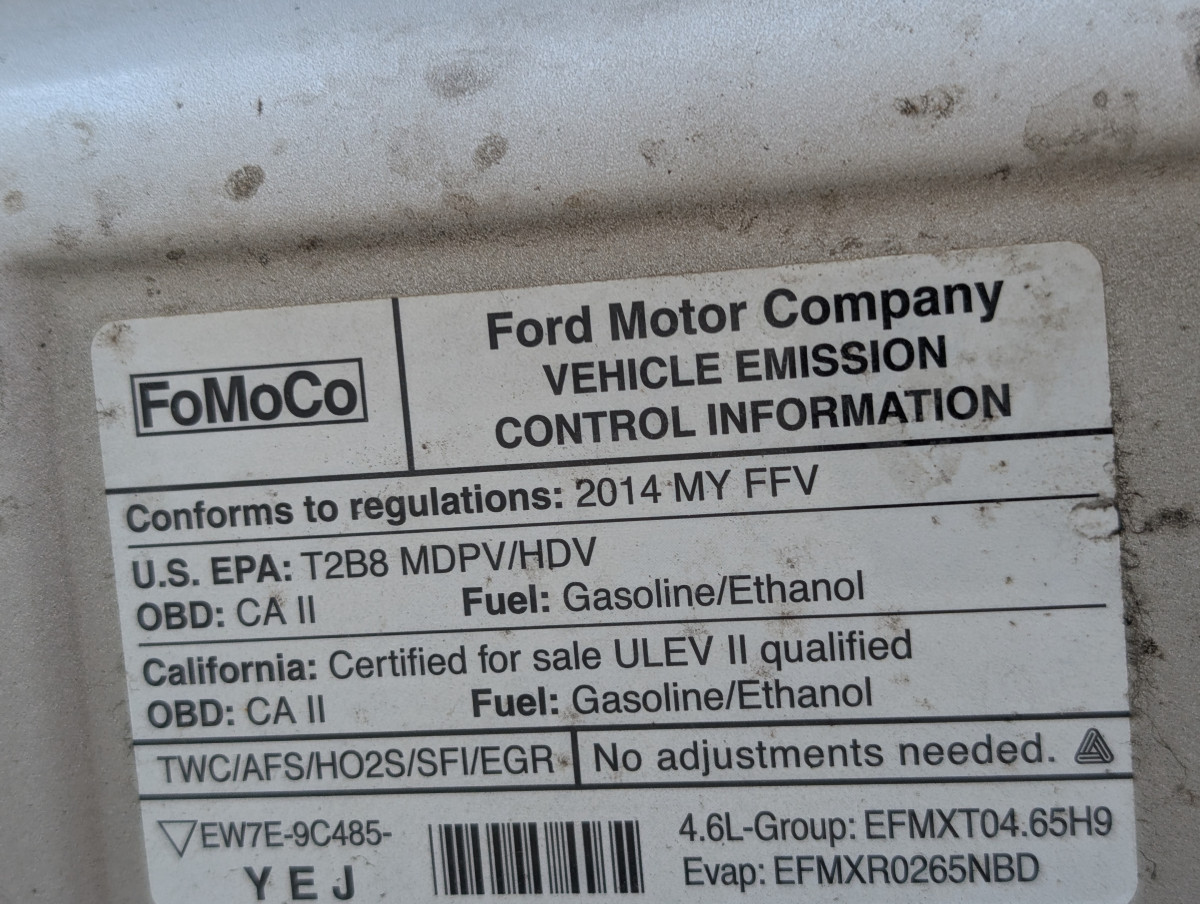 FoMoCo
Ford Motor Company
VEHICLE EMISSION
CONTROL INFORMATION
Conforms to regulations: 2014 MY FFV
U.S. EPA: T2B8 MDPV/HDV
OBD: CA II Fuel: Gasoline/Ethanol
California: Certified for sale ULEV II qualified
OBD: CA II Fuel: Gasoline/Ethanol
TWC/AFS/HO2S/SFI/EGR No adjustments needed.
EW7E-9C485- 4.6L-Group: EFMXT04.65H9
YEJ Evap: EFMXR0265NBD